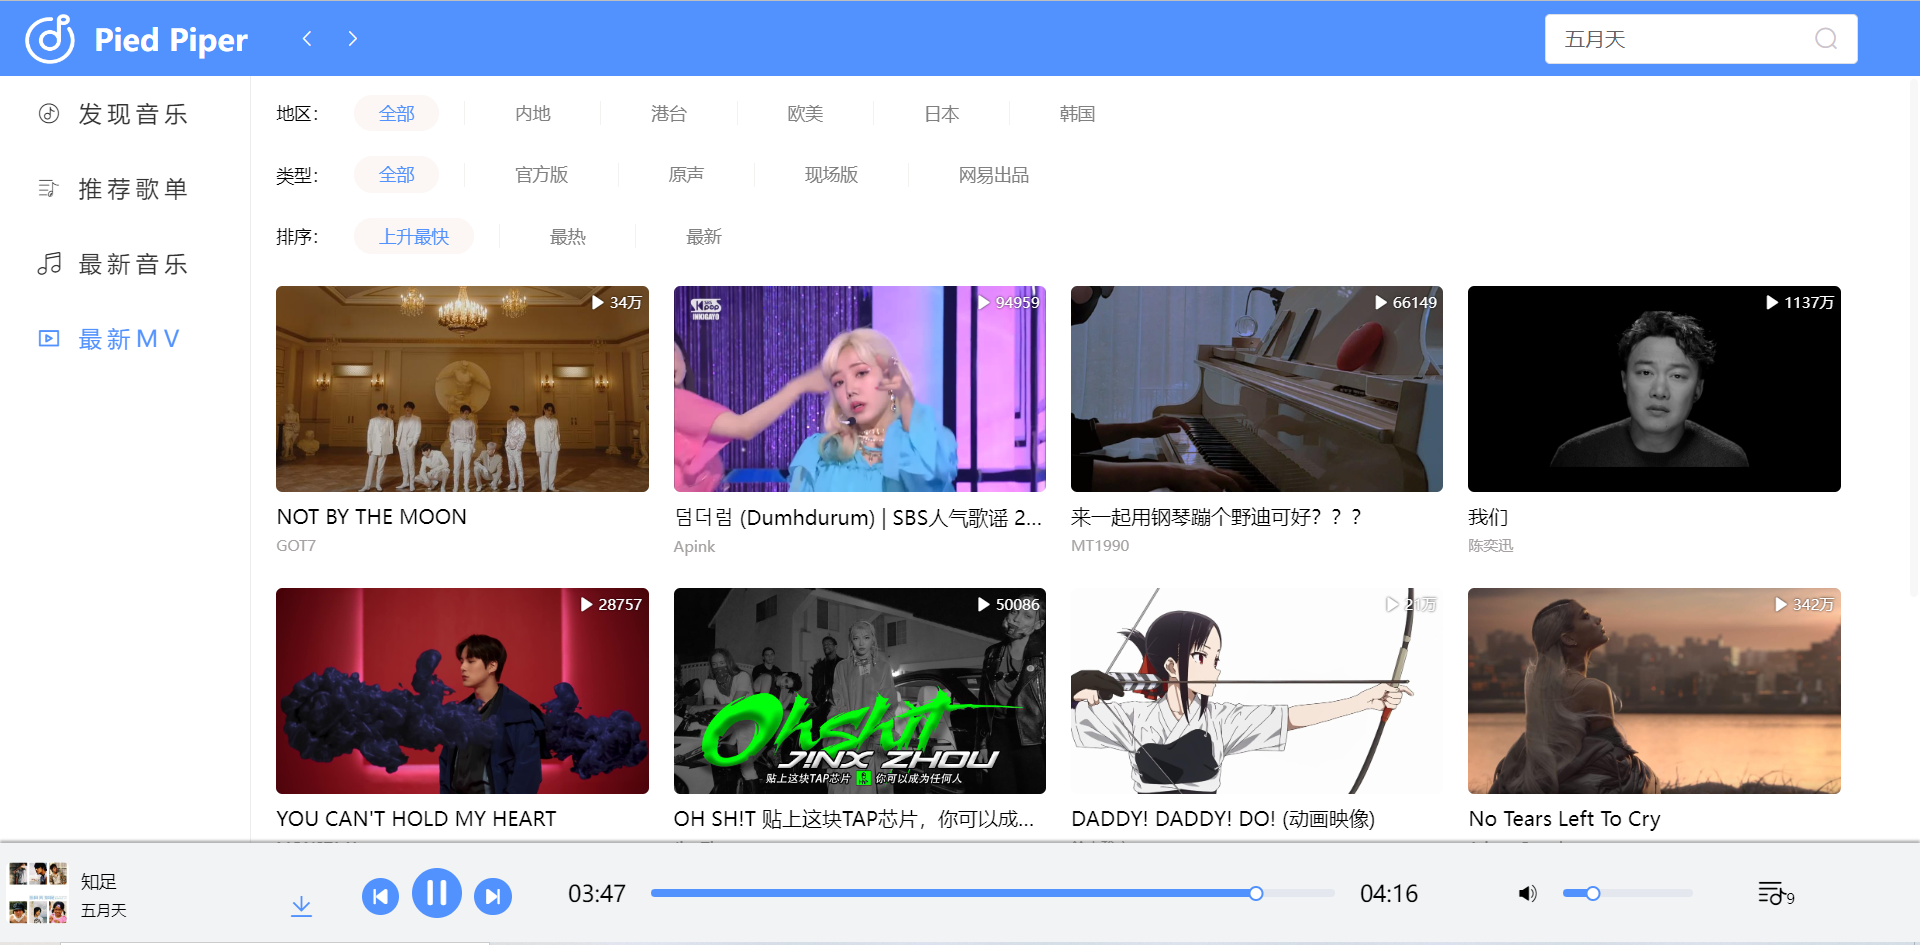 Pied Piper
五月天
发现音乐
推荐歌单
最新音乐
最新MV
地区：
全部
内地
港台
欧美
日本
韩国
类型：
全部
官方版
原声
现场版
网易出品
排序：
上升最快
最热
最新
34万
Kpop
INKIGAYO
94959
66149
1137万
NOT BY THE MOON
덤더럼 (Dumhdurum) | SBS人气歌谣 2...
来一起用钢琴蹦个野迪可好？？？
我们
GOT7
Apink
MT1990
陈奕迅
28757
50086
Ohshit
J!NX ZHOU
贴上这块TAP芯片
你可以成为任何人
21万
342万
YOU CAN'T HOLD MY HEART
OH SH!T 贴上这块TAP芯片，你可以成...
DADDY! DADDY! DO! (动画映像)
No Tears Left To Cry
知足
五月天
03:47
04:16
9